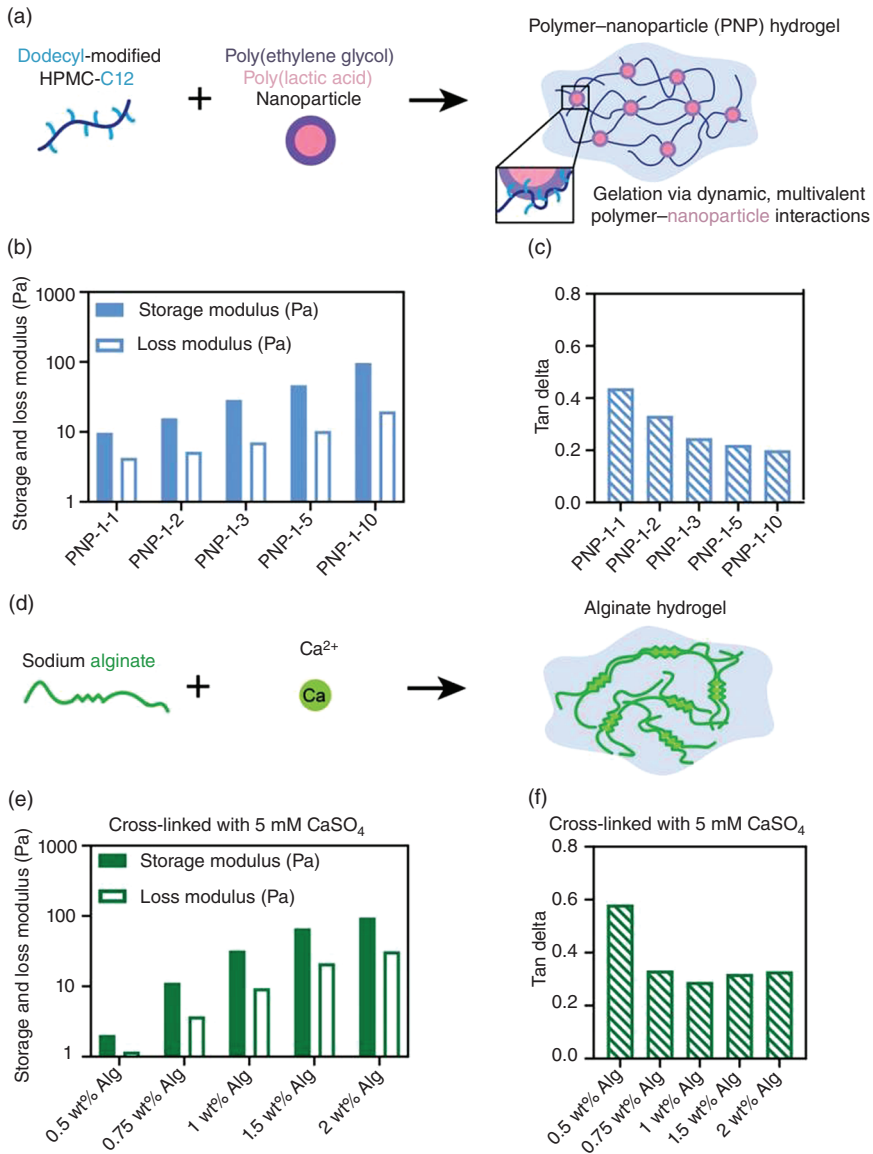 (a)
Dodecyl-modified
HPMC-C12
+
Poly(ethylene glycol)
Poly(lactic acid)
Nanoparticle
Polymer–nanoparticle (PNP) hydrogel
Gelation via dynamic, multivalent
polymer–nanoparticle interactions
(b)
Storage and loss modulus (Pa)
1000
100
10
1
Storage modulus (Pa)
Loss modulus (Pa)
PNP-1-1
PNP-1-2
PNP-1-3
PNP-1-5
PNP-1-10
(c)
Tan delta
0.8
0.6
0.4
0.2
0.0
PNP-1-1
PNP-1-2
PNP-1-3
PNP-1-5
PNP-1-10
(d)
Sodium alginate
+
Ca²⁺
Ca
Alginate hydrogel
(e)
Cross-linked with 5 mM CaSO₄
Storage and loss modulus (Pa)
1000
100
10
1
Storage modulus (Pa)
Loss modulus (Pa)
0.5 wt% Alg
0.75 wt% Alg
1 wt% Alg
1.5 wt% Alg
2 wt% Alg
(f)
Cross-linked with 5 mM CaSO₄
Tan delta
0.8
0.6
0.4
0.2
0.0
0.5 wt% Alg
0.75 wt% Alg
1 wt% Alg
1.5 wt% Alg
2 wt% Alg